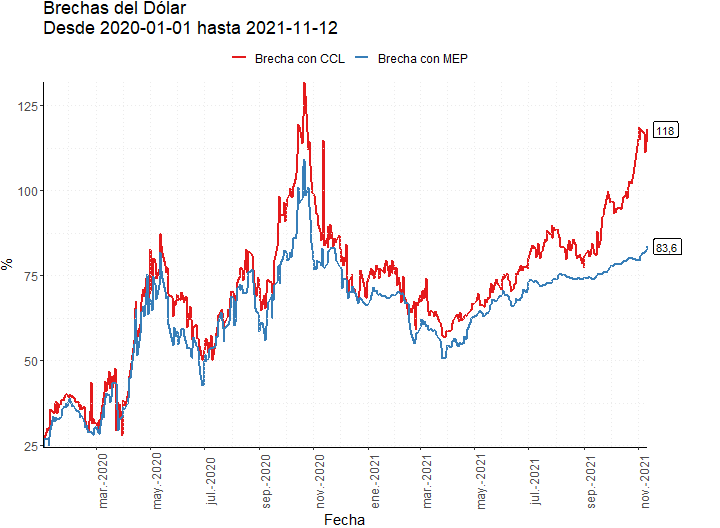 Brechas del Dólar
Desde 2020-01-01 hasta 2021-11-12
Brecha con CCL Brecha con MEP
125
118
100
83,6
75
50
25
%
mar.-2020 may.-2020 jul.-2020 sep.-2020 nov.-2020 ene.-2021 mar.-2021 may.-2021 jul.-2021 sep.-2021 nov.-2021
Fecha